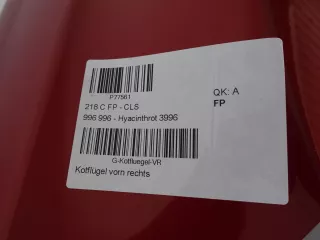 P77561
218 C FP - CLS
996 996 - Hyacinthrot 3996
G-Kotfluegel-VR
Kotflügel vorn rechts
QK: A
FP